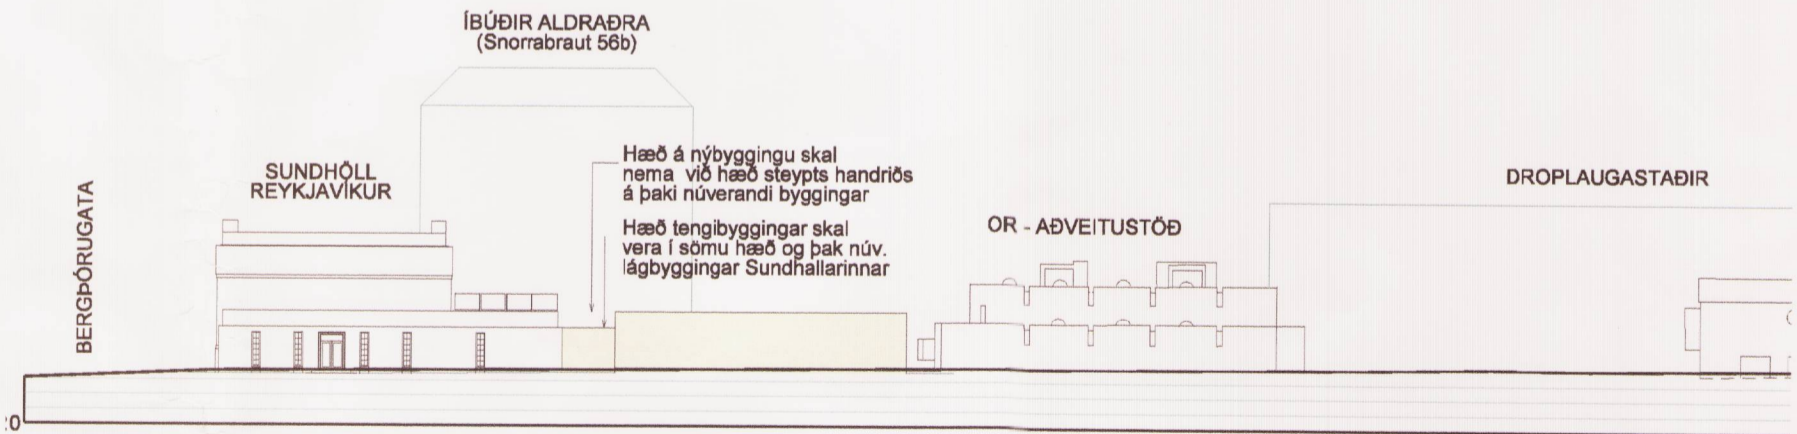 ÍBÚÐIR ALDRAÐRA
(Snorrabraut 56b)
BERGÞÓRUGATA
SUNDHÖLL
REYKJAVÍKUR
Hæð á nýbyggingu skal
nema við hæð steypts handriðs
á þaki núverandi byggingar
Hæð tengibyggingar skal
vera í sömu hæð og þak núv.
lágbyggingar Sundhallarinnar
OR - AÐVEITUSTÖÐ
DROPLAUGASTAÐIR